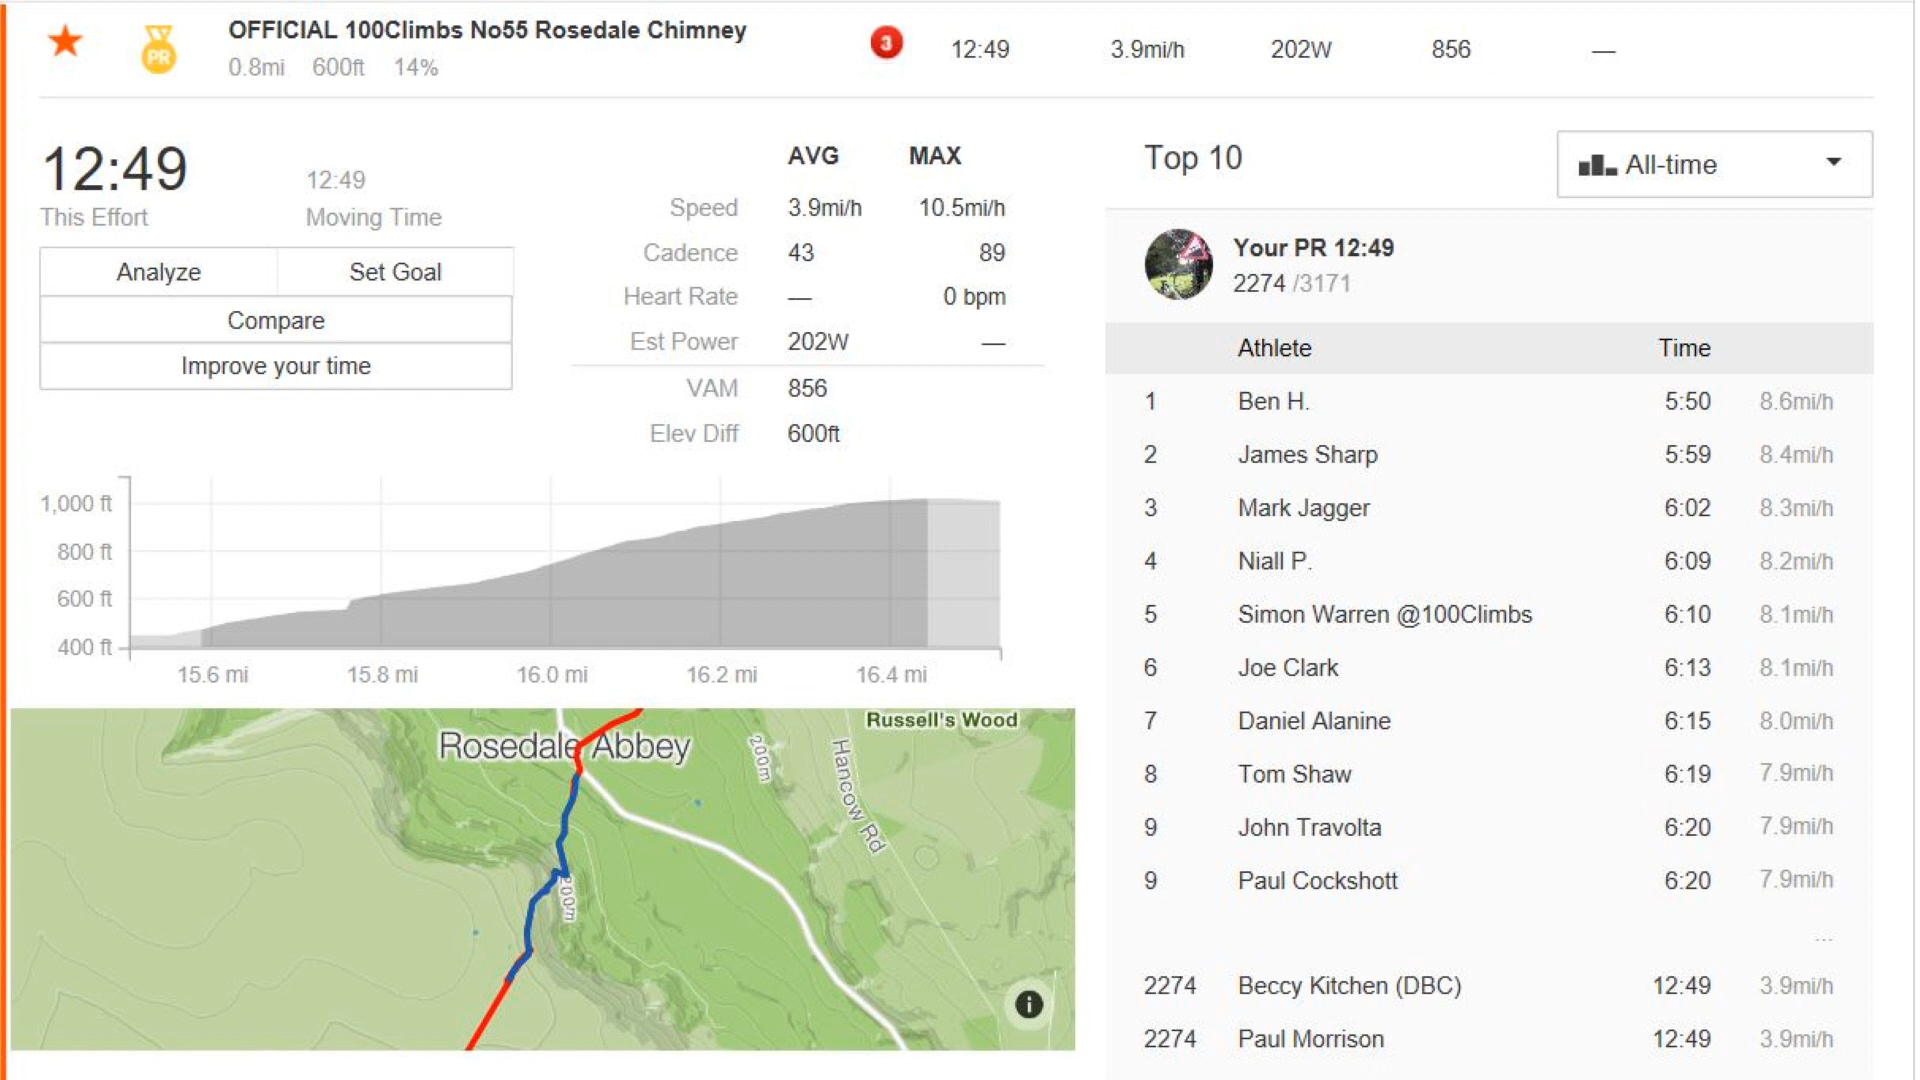 OFFICIAL 100Climbs No55 Rosedale Chimney
3 12:49 3.9mi/h 202W 856 —
PR
0.8mi 600ft 14%
12:49
This Effort
12:49
Moving Time
Analyze Set Goal
Compare
Improve your time
AVG MAX
Speed 3.9mi/h 10.5mi/h
Cadence 43 89
Heart Rate — 0 bpm
Est Power 202W —
VAM 856
Elev Diff 600ft
1,000 ft
800 ft
600 ft
400 ft
15.6 mi 15.8 mi 16.0 mi 16.2 mi 16.4 mi
Russell's Wood
Rosedale Abbey
200m
Hancow Rd
200m
i
Top 10
All-time
Your PR 12:49
2274 /3171
Athlete Time
1 Ben H. 5:50 8.6mi/h
2 James Sharp 5:59 8.4mi/h
3 Mark Jagger 6:02 8.3mi/h
4 Niall P. 6:09 8.2mi/h
5 Simon Warren @100Climbs 6:10 8.1mi/h
6 Joe Clark 6:13 8.1mi/h
7 Daniel Alanine 6:15 8.0mi/h
8 Tom Shaw 6:19 7.9mi/h
9 John Travolta 6:20 7.9mi/h
9 Paul Cockshott 6:20 7.9mi/h
...
2274 Beccy Kitchen (DBC) 12:49 3.9mi/h
2274 Paul Morrison 12:49 3.9mi/h